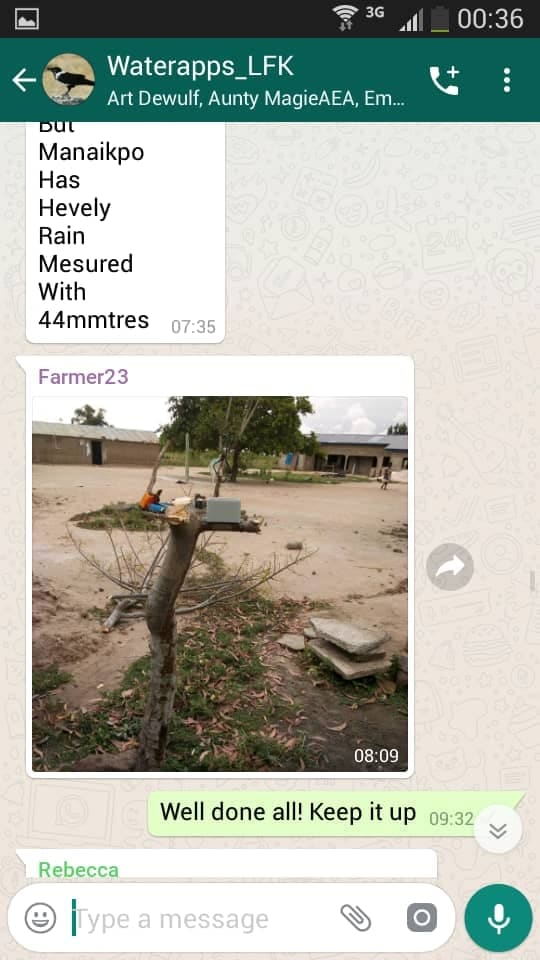 3G 00:36
Waterapps_LFK
Art Dewulf, Aunty MagieAEA, Em...
But
Manaikpo
Has
Hevely
Rain
Mesured
With
44mmtres 07:35
Farmer23
08:09
Well done all! Keep it up 09:32
Rebecca
Type a message